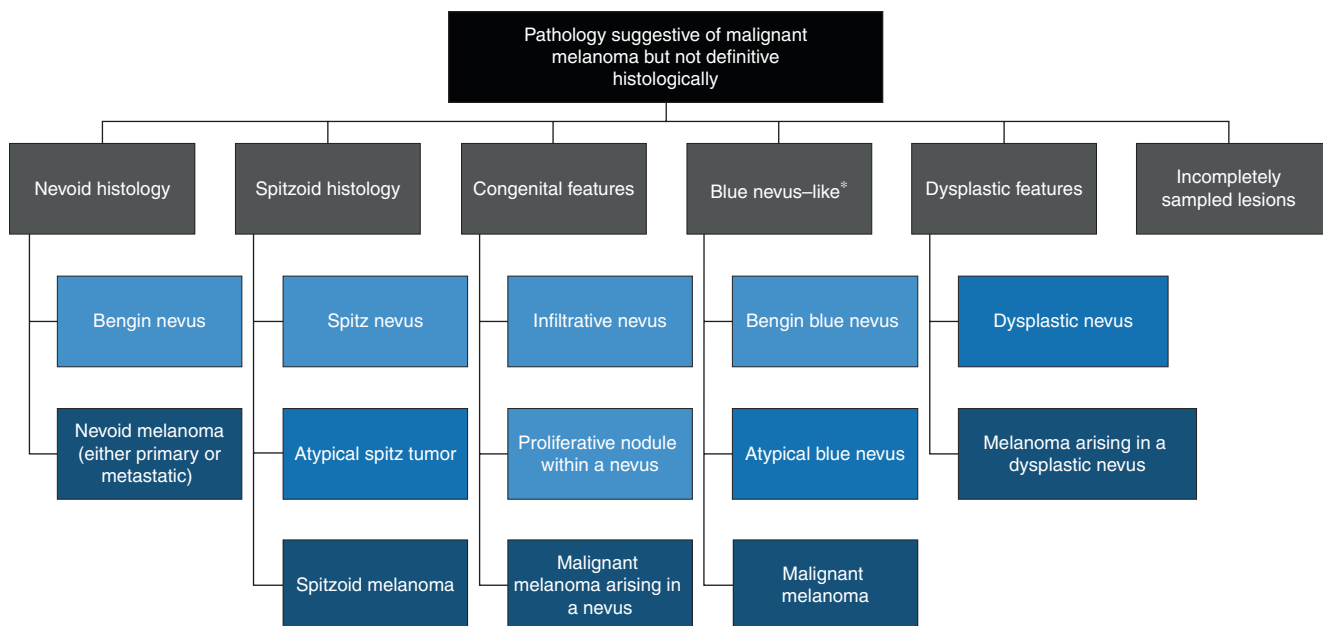 Pathology suggestive of malignant
melanoma but not definitive
histologically
Nevoid histology
Spitzoid histology
Congenital features
Blue nevus–like*
Dysplastic features
Incompletely
sampled lesions
Bengin nevus
Spitz nevus
Infiltrative nevus
Bengin blue nevus
Dysplastic nevus
Nevoid melanoma
(either primary or
metastatic)
Atypical spitz tumor
Proliferative nodule
within a nevus
Atypical blue nevus
Melanoma arising in a
dysplastic nevus
Spitzoid melanoma
Malignant
melanoma arising in
a nevus
Malignant
melanoma